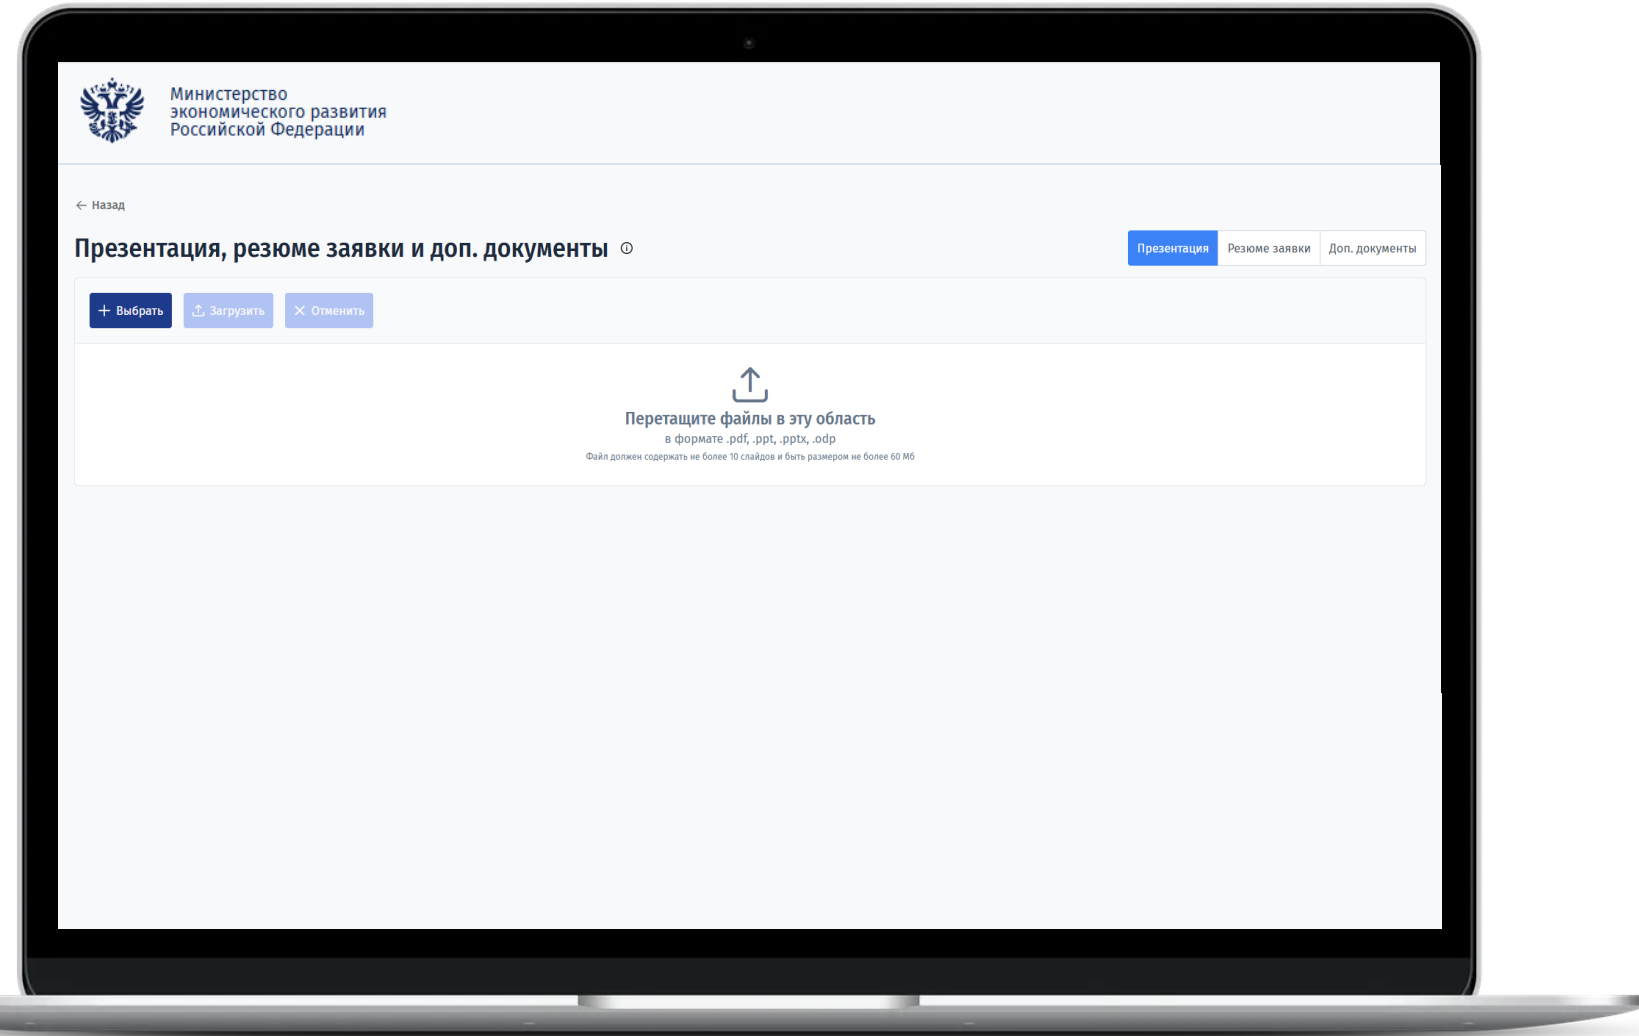 Министерство
экономического развития
Российской Федерации
← Назад
Презентация, резюме заявки и доп. документы
Презентация Резюме заявки Доп. документы
+ Выбрать Загрузить × Отменить
Перетащите файлы в эту область
в формате .pdf, .ppt, .pptx, .odp
Файл должен содержать не более 10 слайдов и быть размером не более 60 Мб